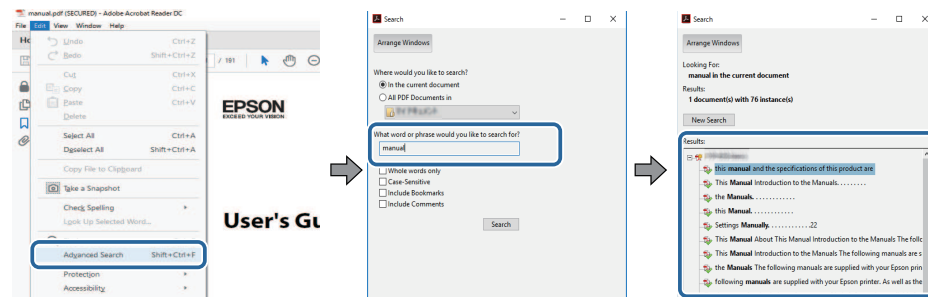 manual.pdf (SECURED) - Adobe Acrobat Reader DC
File Edit View Window Help
Undo Ctrl+Z
Redo Shift+Ctrl+Z
/ 191
Cut Ctrl+X
Copy Ctrl+C
Paste Ctrl+V
Delete
Select All Ctrl+A
Deselect All Shift+Ctrl+A
Copy File to Clipboard
Take a Snapshot
Check Spelling
Look Up Selected Word...
Advanced Search Shift+Ctrl+F
Protection
Accessibility
EPSON
EXCEED YOUR VISION
User's Gu
Search
Arrange Windows
Where would you like to search?
In the current document
All PDF Documents in
What word or phrase would you like to search for?
manual
Whole words only
Case-Sensitive
Include Bookmarks
Include Comments
Search
Search
Arrange Windows
Looking For:
manual in the current document
Results:
1 document(s) with 76 instance(s)
New Search
Results:
this manual and the specifications of this product are
This Manual Introduction to the Manuals.........
the Manuals............
this Manual............
Settings Manually.............22
This Manual About This Manual Introduction to the Manuals The follc
This Manual Introduction to the Manuals The following manuals are s
the Manuals The following manuals are supplied with your Epson prin
following manuals are supplied with your Epson printer. As well as the